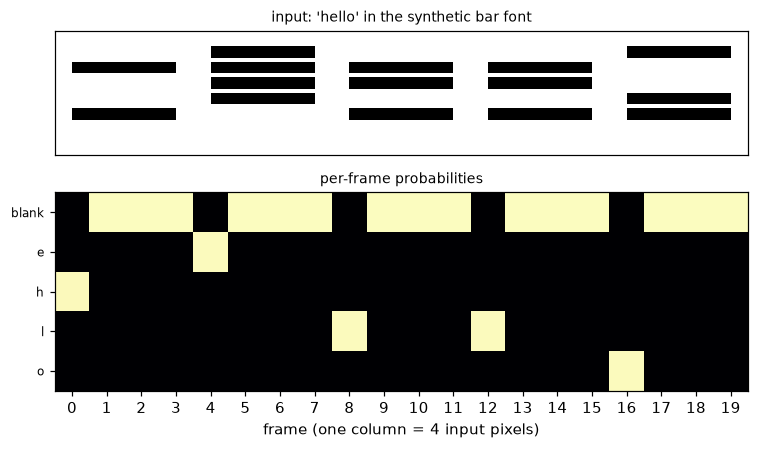 input: 'hello' in the synthetic bar font
per-frame probabilities
blank
e
h
l
o
0 1 2 3 4 5 6 7 8 9 10 11 12 13 14 15 16 17 18 19
frame (one column = 4 input pixels)